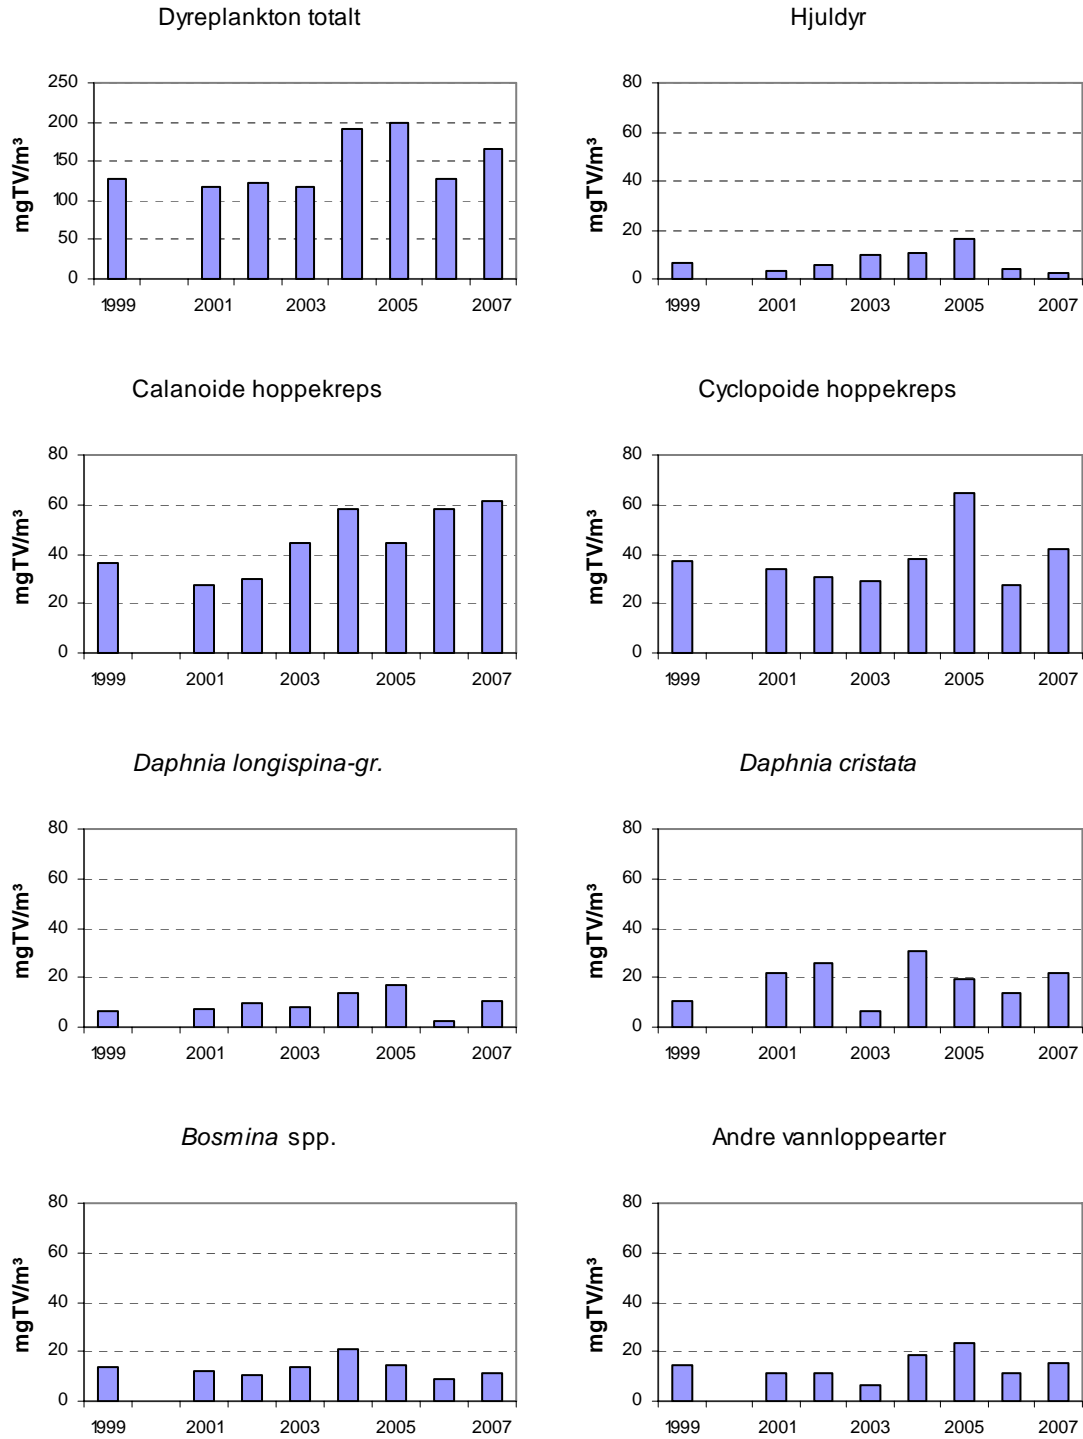 Dyreplankton totalt
mgTV/m³
250
200
150
100
50
0
1999 2001 2003 2005 2007
Hjuldyr
mgTV/m³
80
60
40
20
0
1999 2001 2003 2005 2007
Calanoide hoppekreps
mgTV/m³
80
60
40
20
0
1999 2001 2003 2005 2007
Cyclopoide hoppekreps
mgTV/m³
80
60
40
20
0
1999 2001 2003 2005 2007
Daphnia longispina-gr.
mgTV/m³
80
60
40
20
0
1999 2001 2003 2005 2007
Daphnia cristata
mgTV/m³
80
60
40
20
0
1999 2001 2003 2005 2007
Bosmina spp.
mgTV/m³
80
60
40
20
0
1999 2001 2003 2005 2007
Andre vannloppearter
mgTV/m³
80
60
40
20
0
1999 2001 2003 2005 2007